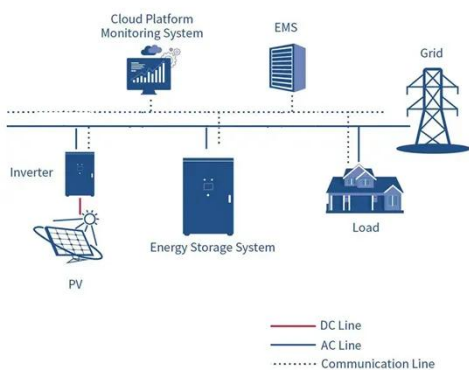 Cloud Platform
Monitoring System
EMS
Grid
Inverter
Energy Storage System
Load
PV
DC Line
AC Line
Communication Line